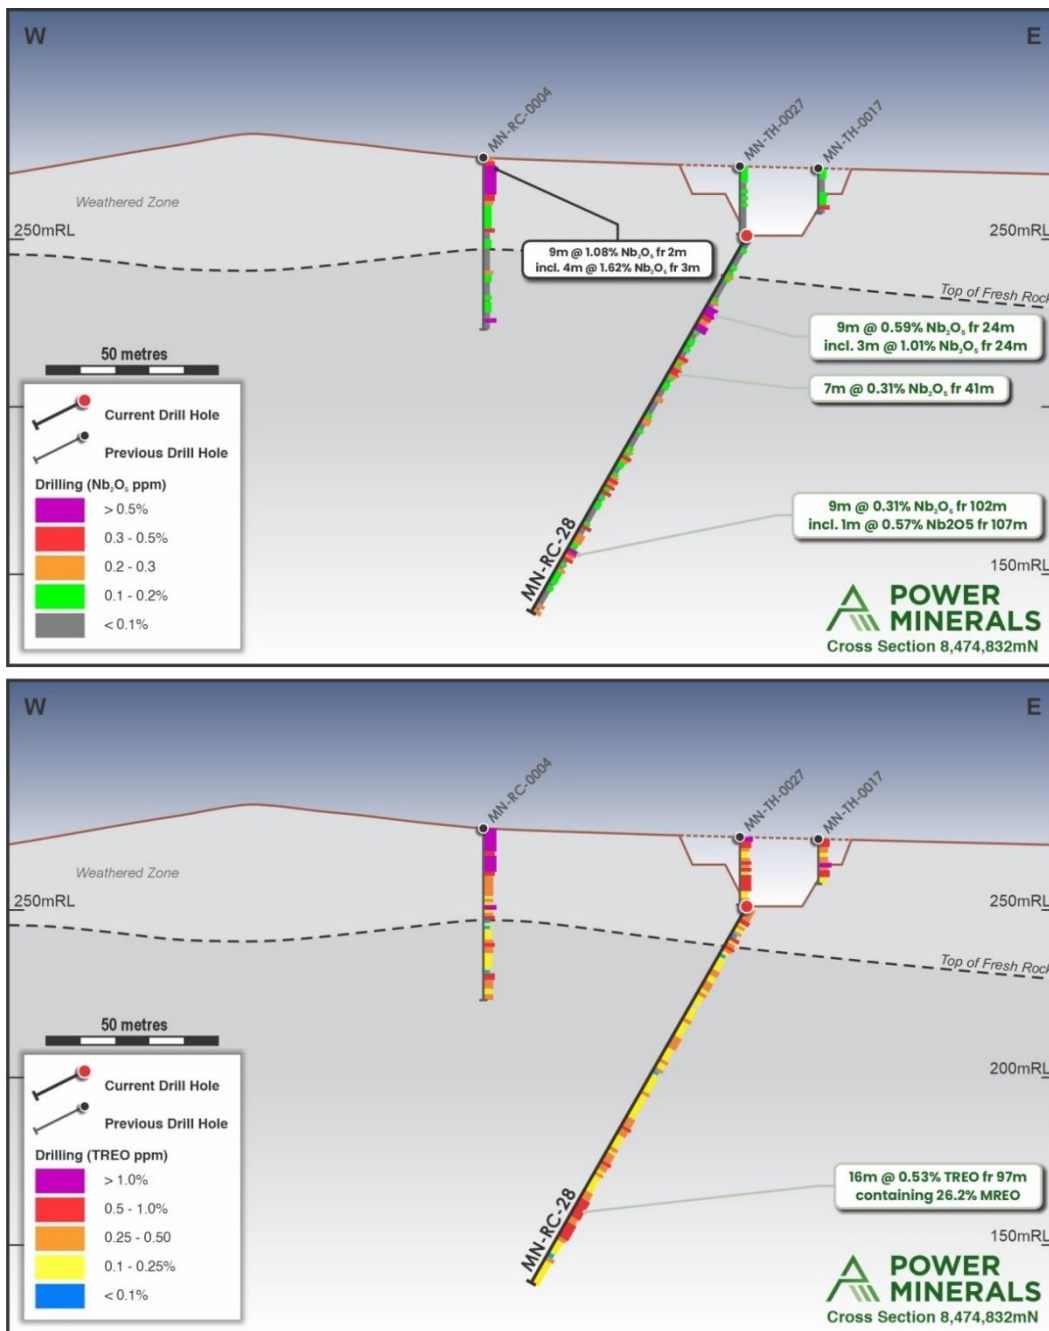 W
E
MN-RC-0004
MN-TH-0027
MN-TH-0017
Weathered Zone
250mRL
250mRL
9m @ 1.08% Nb₂O₅ fr 2m
incl. 4m @ 1.62% Nb₂O₅ fr 3m
Top of Fresh Rock
9m @ 0.59% Nb₂O₅ fr 24m
incl. 3m @ 1.01% Nb₂O₅ fr 24m
50 metres
7m @ 0.31% Nb₂O₅ fr 41m
Current Drill Hole
Previous Drill Hole
Drilling (Nb₂O₅ ppm)
> 0.5%
0.3 - 0.5%
0.2 - 0.3
0.1 - 0.2%
< 0.1%
9m @ 0.31% Nb₂O₅ fr 102m
incl. 1m @ 0.57% Nb2O5 fr 107m
MN-RC-28
150mRL
POWER
MINERALS
Cross Section 8,474,832mN
W
E
MN-RC-0004
MN-TH-0027
MN-TH-0017
Weathered Zone
250mRL
250mRL
Top of Fresh Rock
50 metres
200mRL
Current Drill Hole
Previous Drill Hole
Drilling (TREO ppm)
> 1.0%
0.5 - 1.0%
0.25 - 0.50
0.1 - 0.25%
< 0.1%
16m @ 0.53% TREO fr 97m
containing 26.2% MREO
MN-RC-28
150mRL
POWER
MINERALS
Cross Section 8,474,832mN